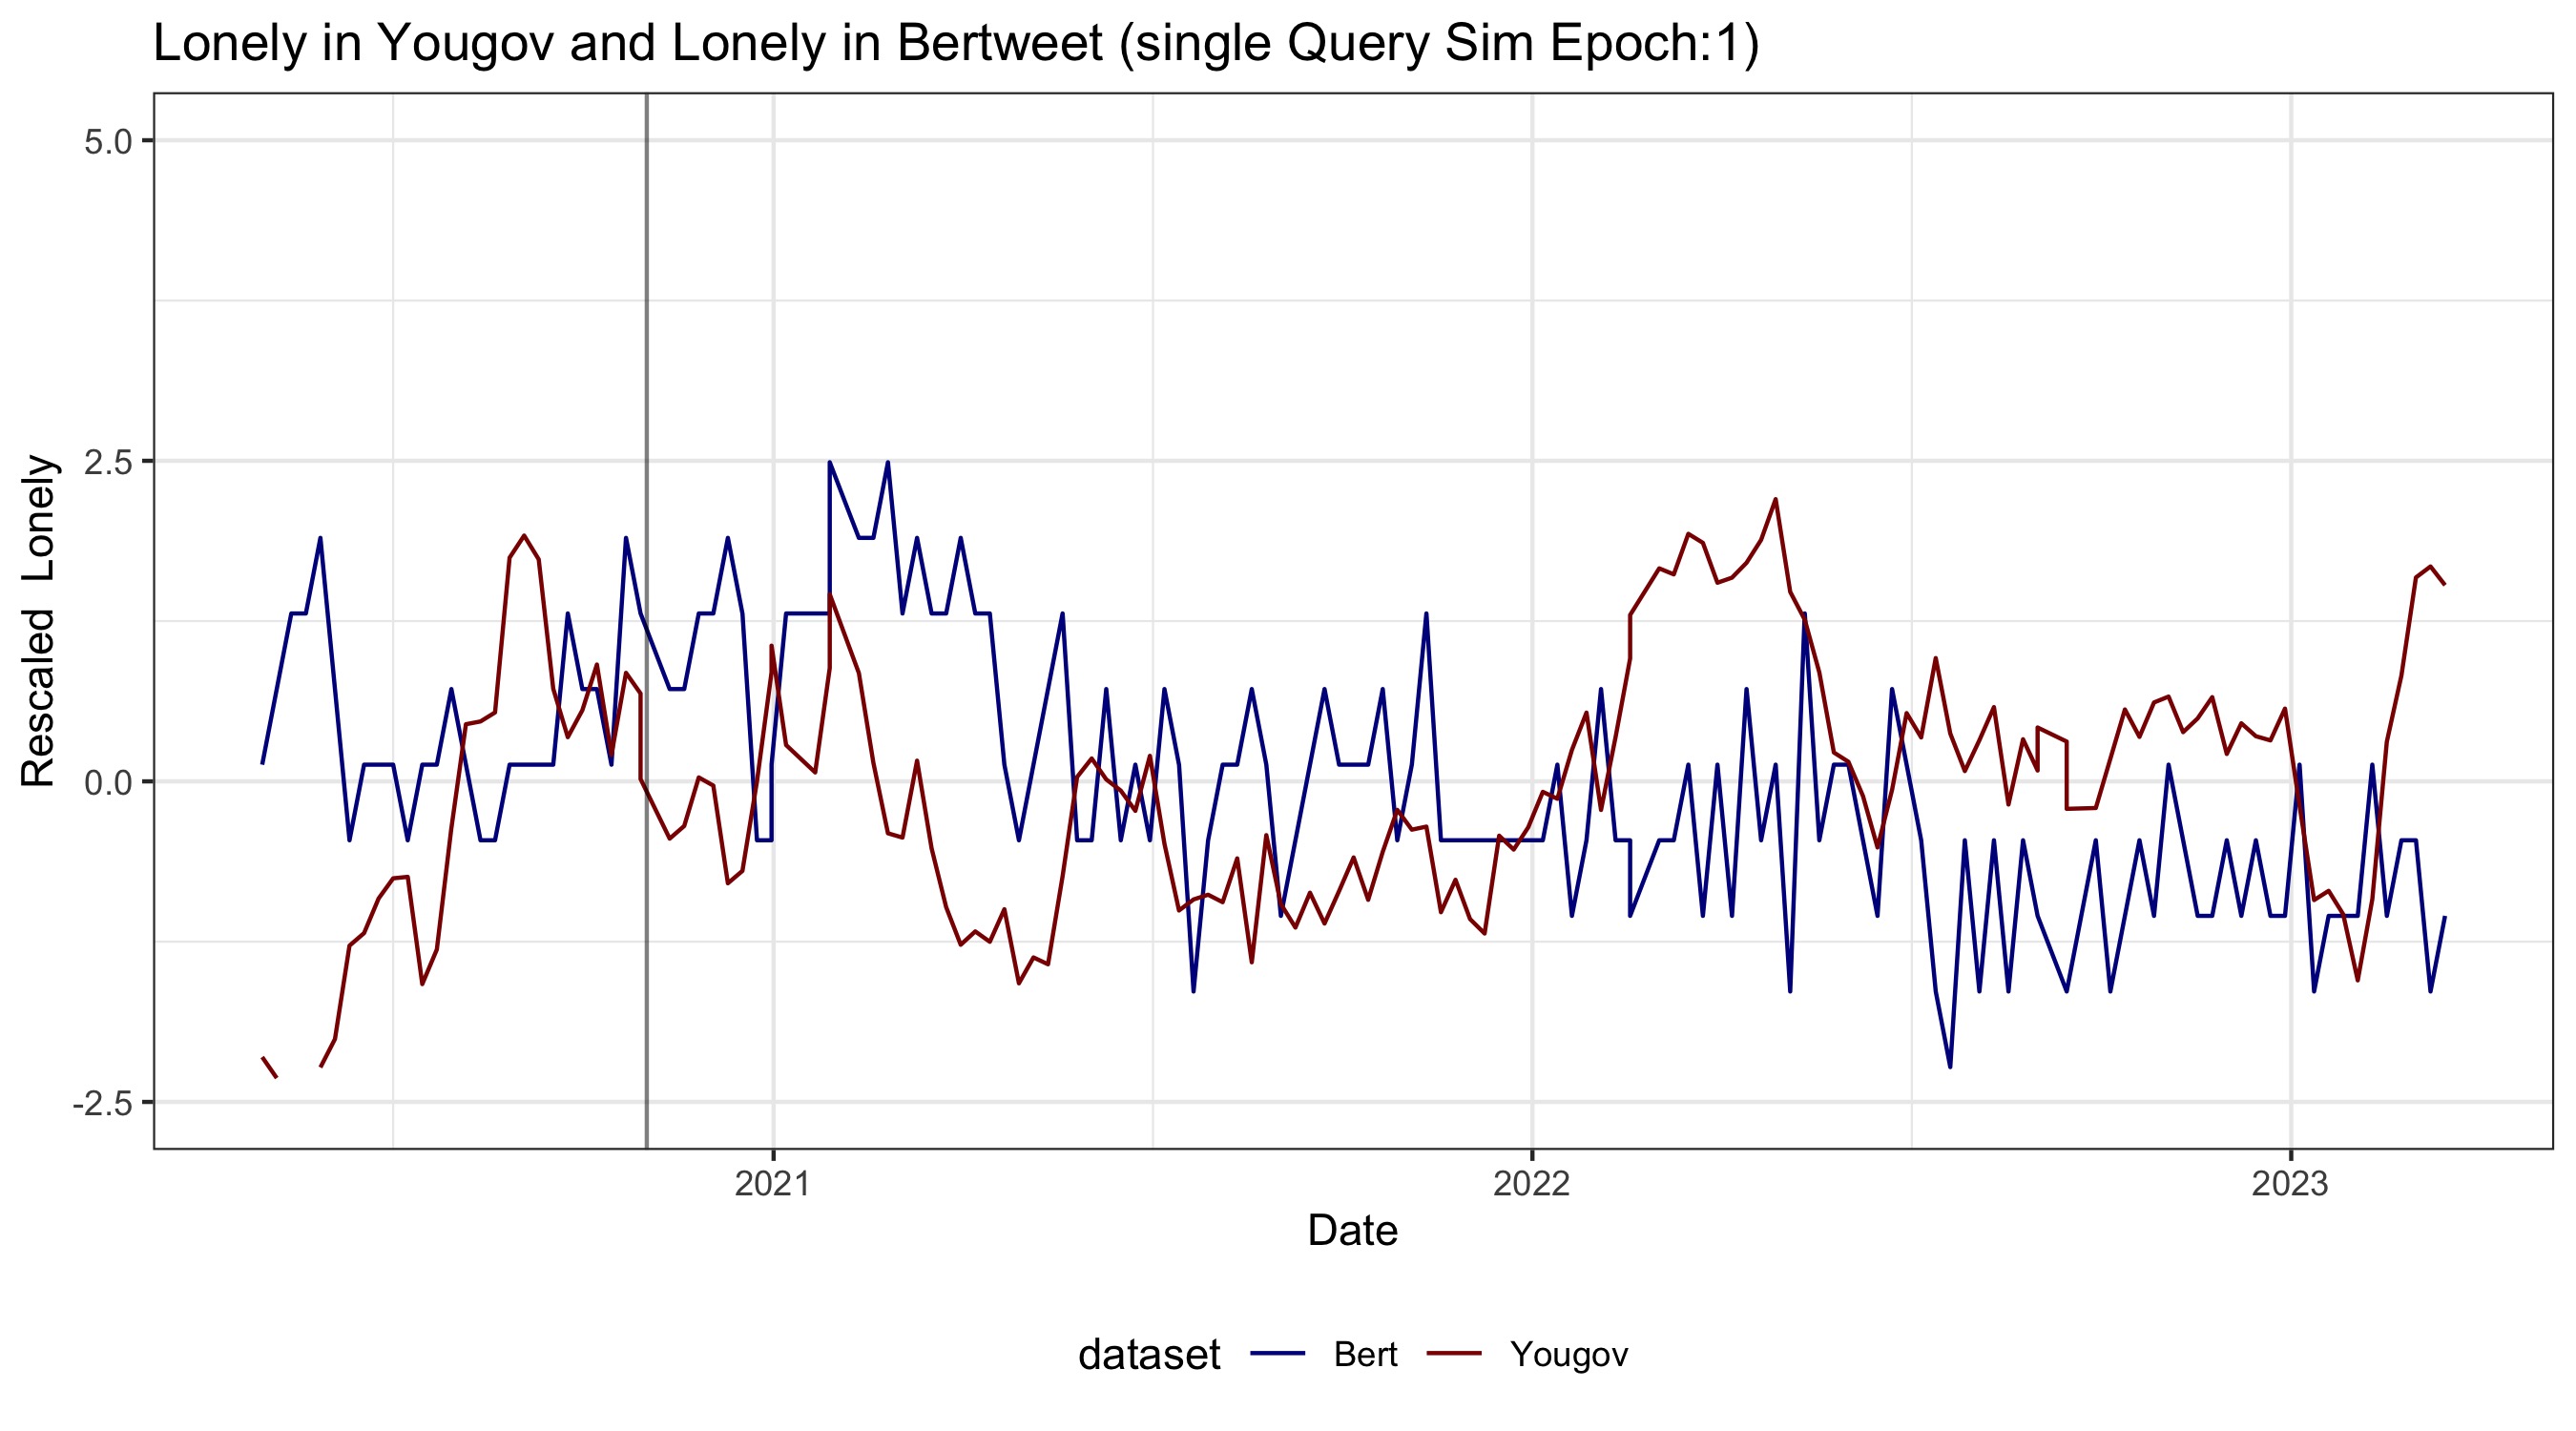 Lonely in Yougov and Lonely in Bertweet (single Query Sim Epoch:1)
Rescaled Lonely
5.0
2.5
0.0
-2.5
2021
2022
2023
Date
dataset
Bert
Yougov